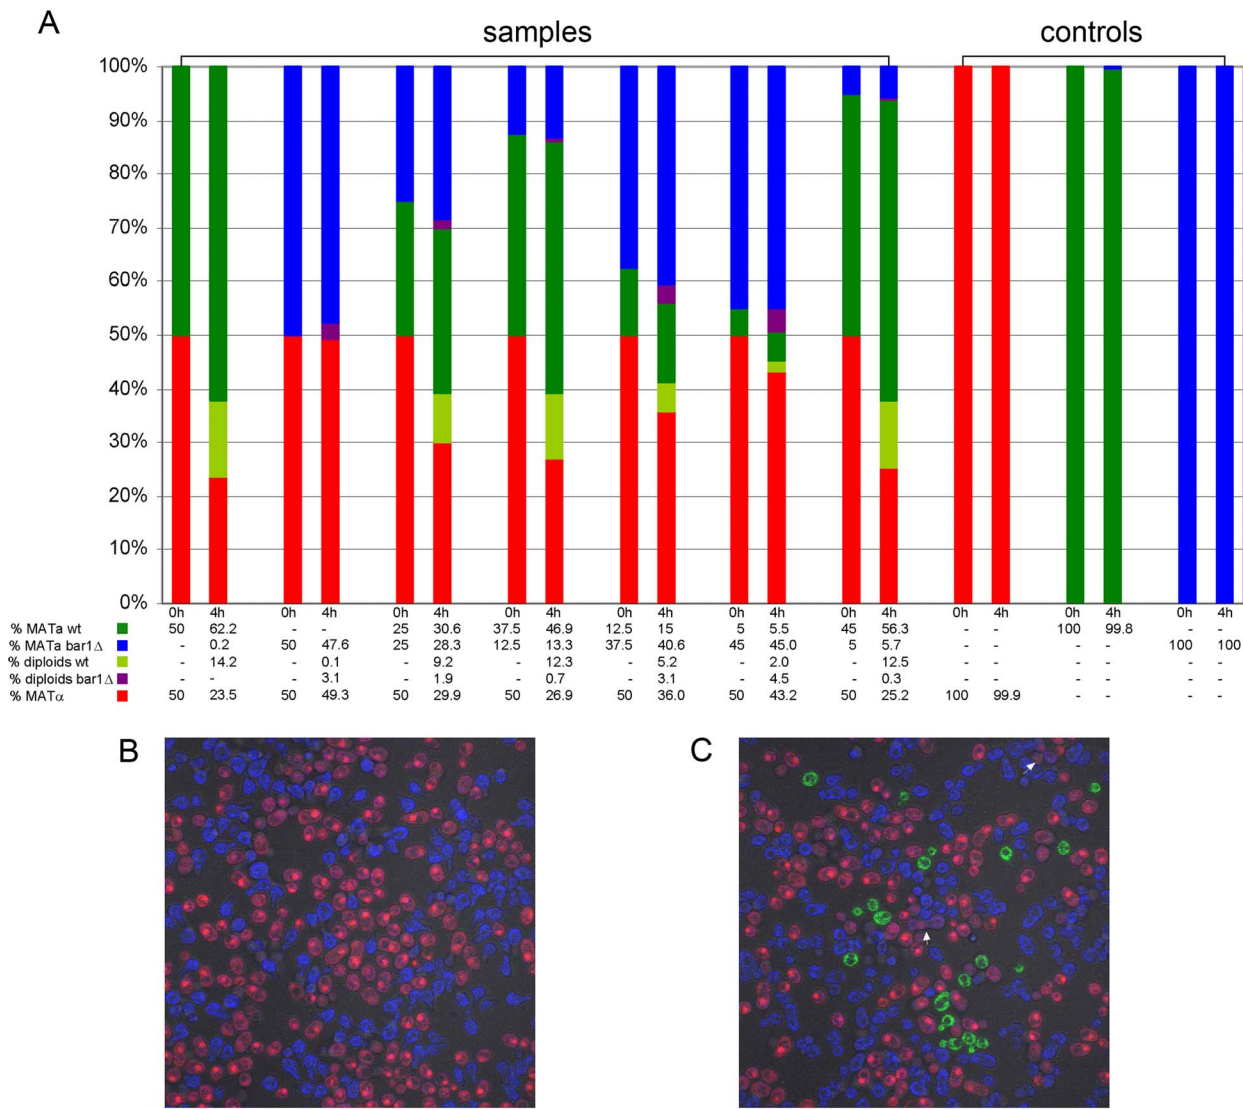 A
samples controls
100%
90%
80%
70%
60%
50%
40%
30%
20%
10%
0%
0h 4h 0h 4h 0h 4h 0h 4h 0h 4h 0h 4h 0h 4h 0h 4h 0h 4h 0h 4h
% MATa wt 50 62.2 - - 25 30.6 37.5 46.9 12.5 15 5 5.5 45 56.3 - - 100 99.8 - -
% MATa bar1Δ - 0.2 50 47.6 25 28.3 12.5 13.3 37.5 40.6 45 45.0 5 5.7 - - - - 100 100
% diploids wt - 14.2 0.1 - 9.2 - 12.3 - 5.2 - 2.0 - 12.5 - - - - - -
% diploids bar1Δ - - 3.1 - 1.9 - 0.7 - 3.1 - 4.5 - 0.3 - - - - - -
% MATα 50 23.5 50 49.3 50 29.9 50 26.9 50 36.0 50 43.2 50 25.2 100 99.9 - - - -
B C